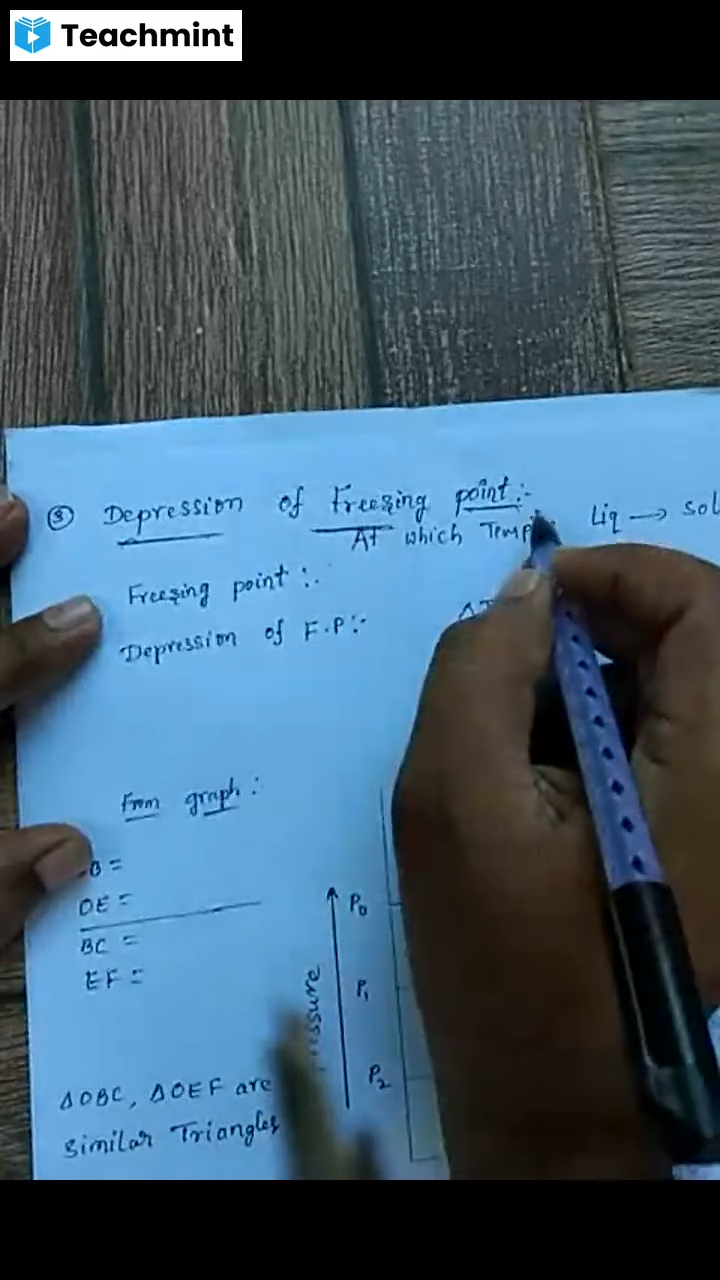 Teachmint
③ Depression of Freezing point:-
At which Temp. Liq → Sol
Freezing point :.
Depression of F.P:-
From graph :
B =
OE =
BC =
EF =
P₀
P₁
P₂
ΔOBC, ΔOEF are
similar Triangles